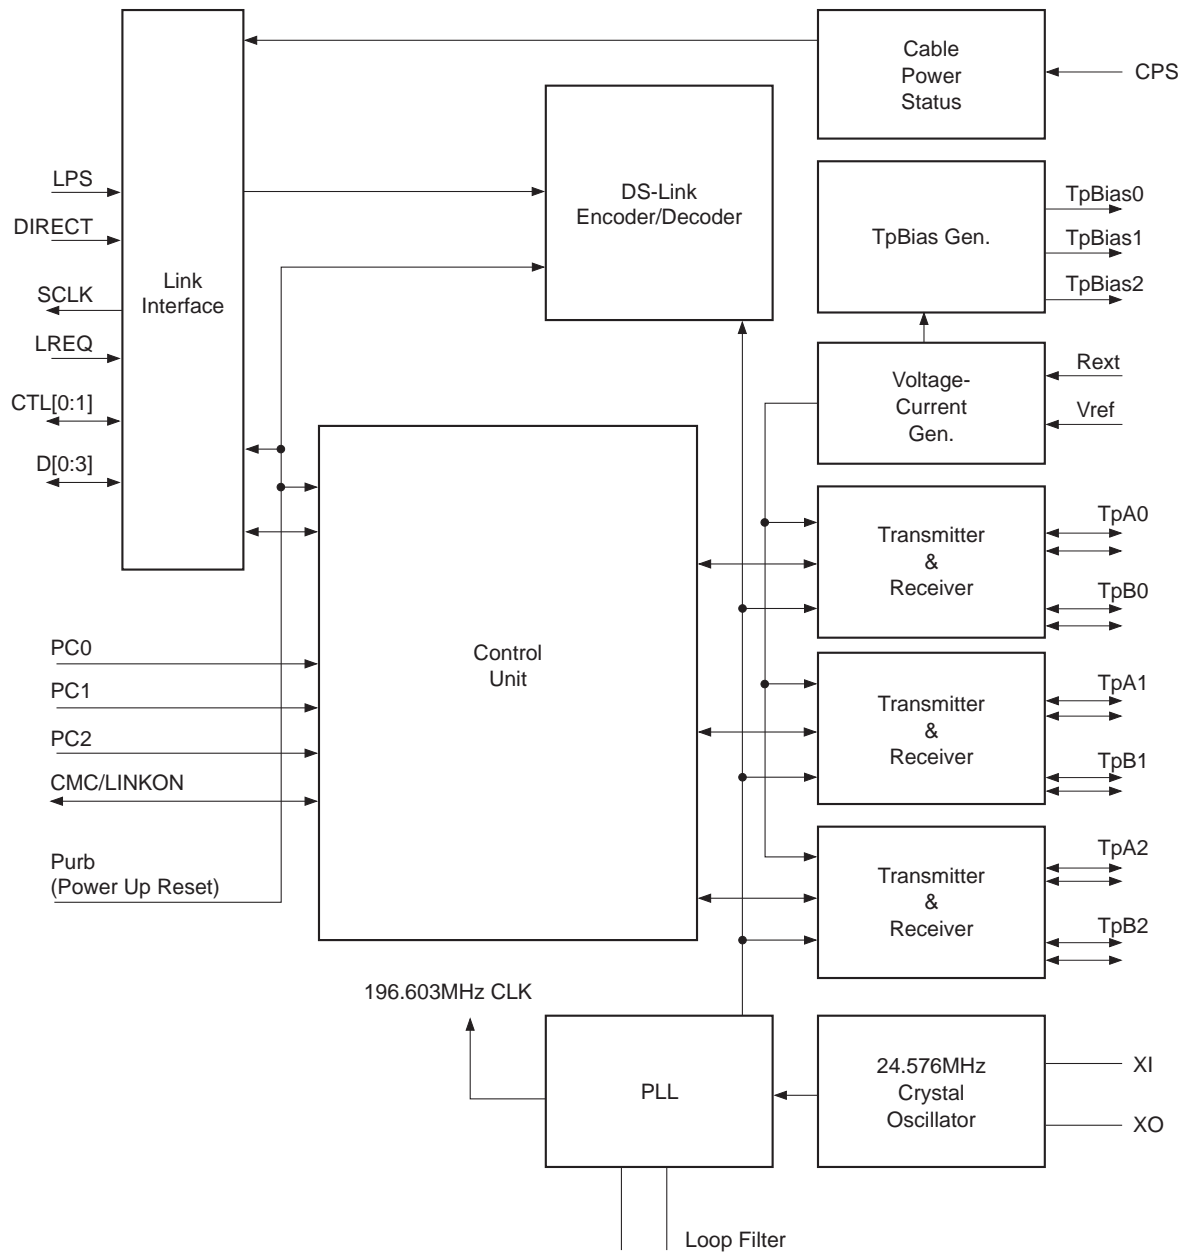 Cable
Power
Status
CPS
DS-Link
Encoder/Decoder
LPS
DIRECT
SCLK
LREQ
CTL[0:1]
D[0:3]
Link
Interface
TpBias Gen.
TpBias0
TpBias1
TpBias2
Voltage-
Current
Gen.
Rext
Vref
Transmitter
&
Receiver
TpA0
TpB0
PC0
PC1
PC2
CMC/LINKON
Purb
(Power Up Reset)
Control
Unit
Transmitter
&
Receiver
TpA1
TpB1
Transmitter
&
Receiver
TpA2
TpB2
196.603MHz CLK
PLL
24.576MHz
Crystal
Oscillator
XI
XO
Loop Filter